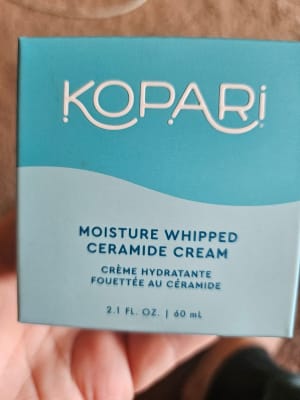 KOPARi
MOISTURE WHIPPED
CERAMIDE CREAM
CRÈME HYDRATANTE
FOUETTÉE AU CÉRAMIDE
2.1 FL. OZ. | 60 mL